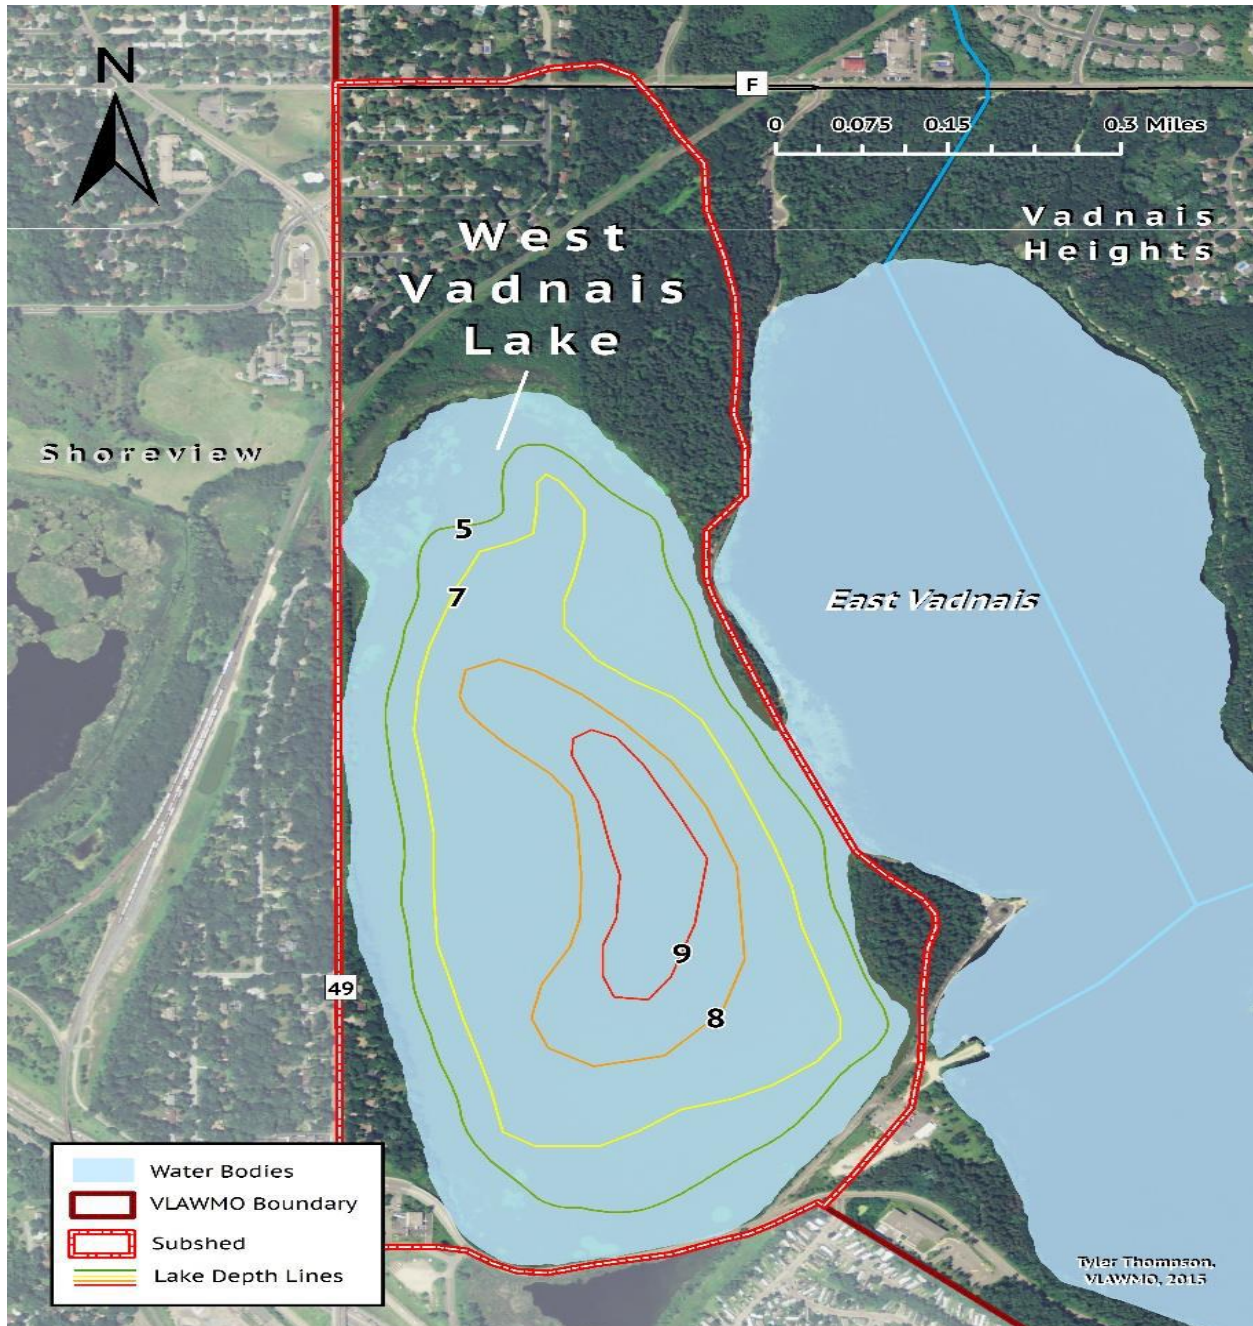 N
F
0 0.075 0.15 0.3 Miles
West
Vadnais
Lake
Vadnais
Heights
Shoreview
5
7
East Vadnais
9
8
49
Water Bodies
VLAWMO Boundary
Subshed
Lake Depth Lines
Tyler Thompson,
VLAWMO, 2015